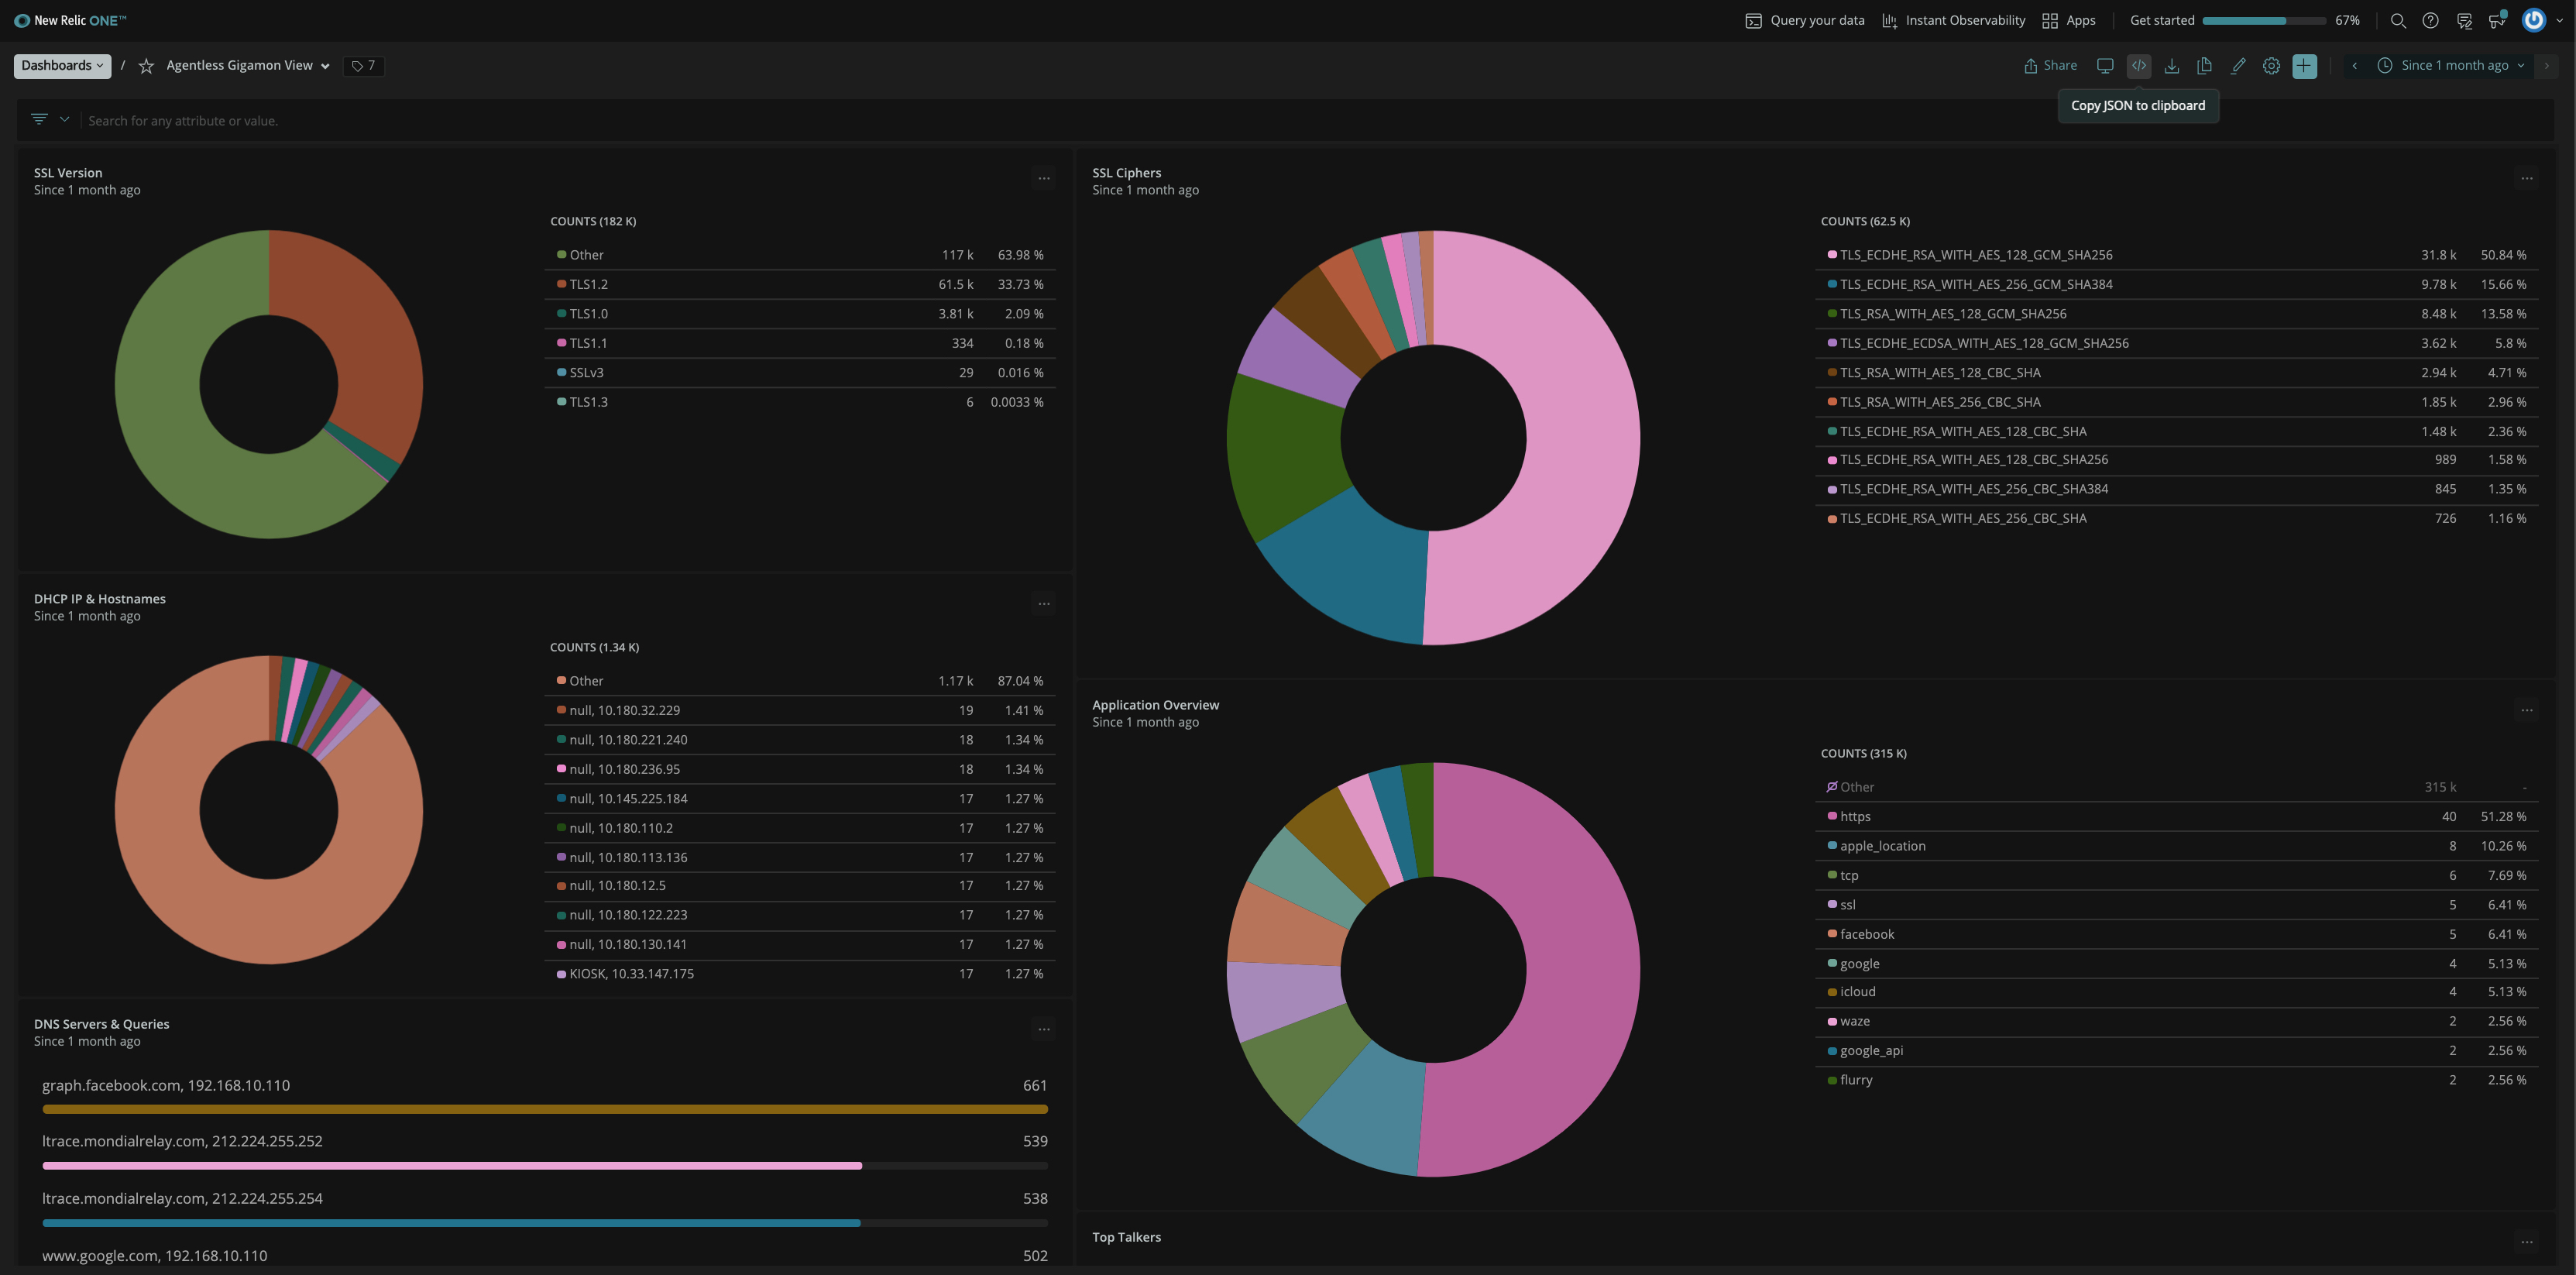 New Relic ONE™
Query your data
Instant Observability
Apps
Get started
67%
Dashboards
/
Agentless Gigamon View
7
Share
Since 1 month ago
Copy JSON to clipboard
Search for any attribute or value.
SSL Version
Since 1 month ago
COUNTS (182 K)
Other 117 k 63.98 %
TLS1.2 61.5 k 33.73 %
TLS1.0 3.81 k 2.09 %
TLS1.1 334 0.18 %
SSLv3 29 0.016 %
TLS1.3 6 0.0033 %
SSL Ciphers
Since 1 month ago
COUNTS (62.5 K)
TLS_ECDHE_RSA_WITH_AES_128_GCM_SHA256 31.8 k 50.84 %
TLS_ECDHE_RSA_WITH_AES_256_GCM_SHA384 9.78 k 15.66 %
TLS_RSA_WITH_AES_128_GCM_SHA256 8.48 k 13.58 %
TLS_ECDHE_ECDSA_WITH_AES_128_GCM_SHA256 3.62 k 5.8 %
TLS_RSA_WITH_AES_128_CBC_SHA 2.94 k 4.71 %
TLS_RSA_WITH_AES_256_CBC_SHA 1.85 k 2.96 %
TLS_ECDHE_RSA_WITH_AES_128_CBC_SHA 1.48 k 2.36 %
TLS_ECDHE_RSA_WITH_AES_128_CBC_SHA256 989 1.58 %
TLS_ECDHE_RSA_WITH_AES_256_CBC_SHA384 845 1.35 %
TLS_ECDHE_RSA_WITH_AES_256_CBC_SHA 726 1.16 %
DHCP IP & Hostnames
Since 1 month ago
COUNTS (1.34 K)
Other 1.17 k 87.04 %
null, 10.180.32.229 19 1.41 %
null, 10.180.221.240 18 1.34 %
null, 10.180.236.95 18 1.34 %
null, 10.145.225.184 17 1.27 %
null, 10.180.110.2 17 1.27 %
null, 10.180.113.136 17 1.27 %
null, 10.180.12.5 17 1.27 %
null, 10.180.122.223 17 1.27 %
null, 10.180.130.141 17 1.27 %
KIOSK, 10.33.147.175 17 1.27 %
Application Overview
Since 1 month ago
COUNTS (315 K)
Other 315 k -
https 40 51.28 %
apple_location 8 10.26 %
tcp 6 7.69 %
ssl 5 6.41 %
facebook 5 6.41 %
google 4 5.13 %
icloud 4 5.13 %
waze 2 2.56 %
google_api 2 2.56 %
flurry 2 2.56 %
DNS Servers & Queries
Since 1 month ago
graph.facebook.com, 192.168.10.110 661
ltrace.mondialrelay.com, 212.224.255.252 539
ltrace.mondialrelay.com, 212.224.255.254 538
www.google.com, 192.168.10.110 502
Top Talkers